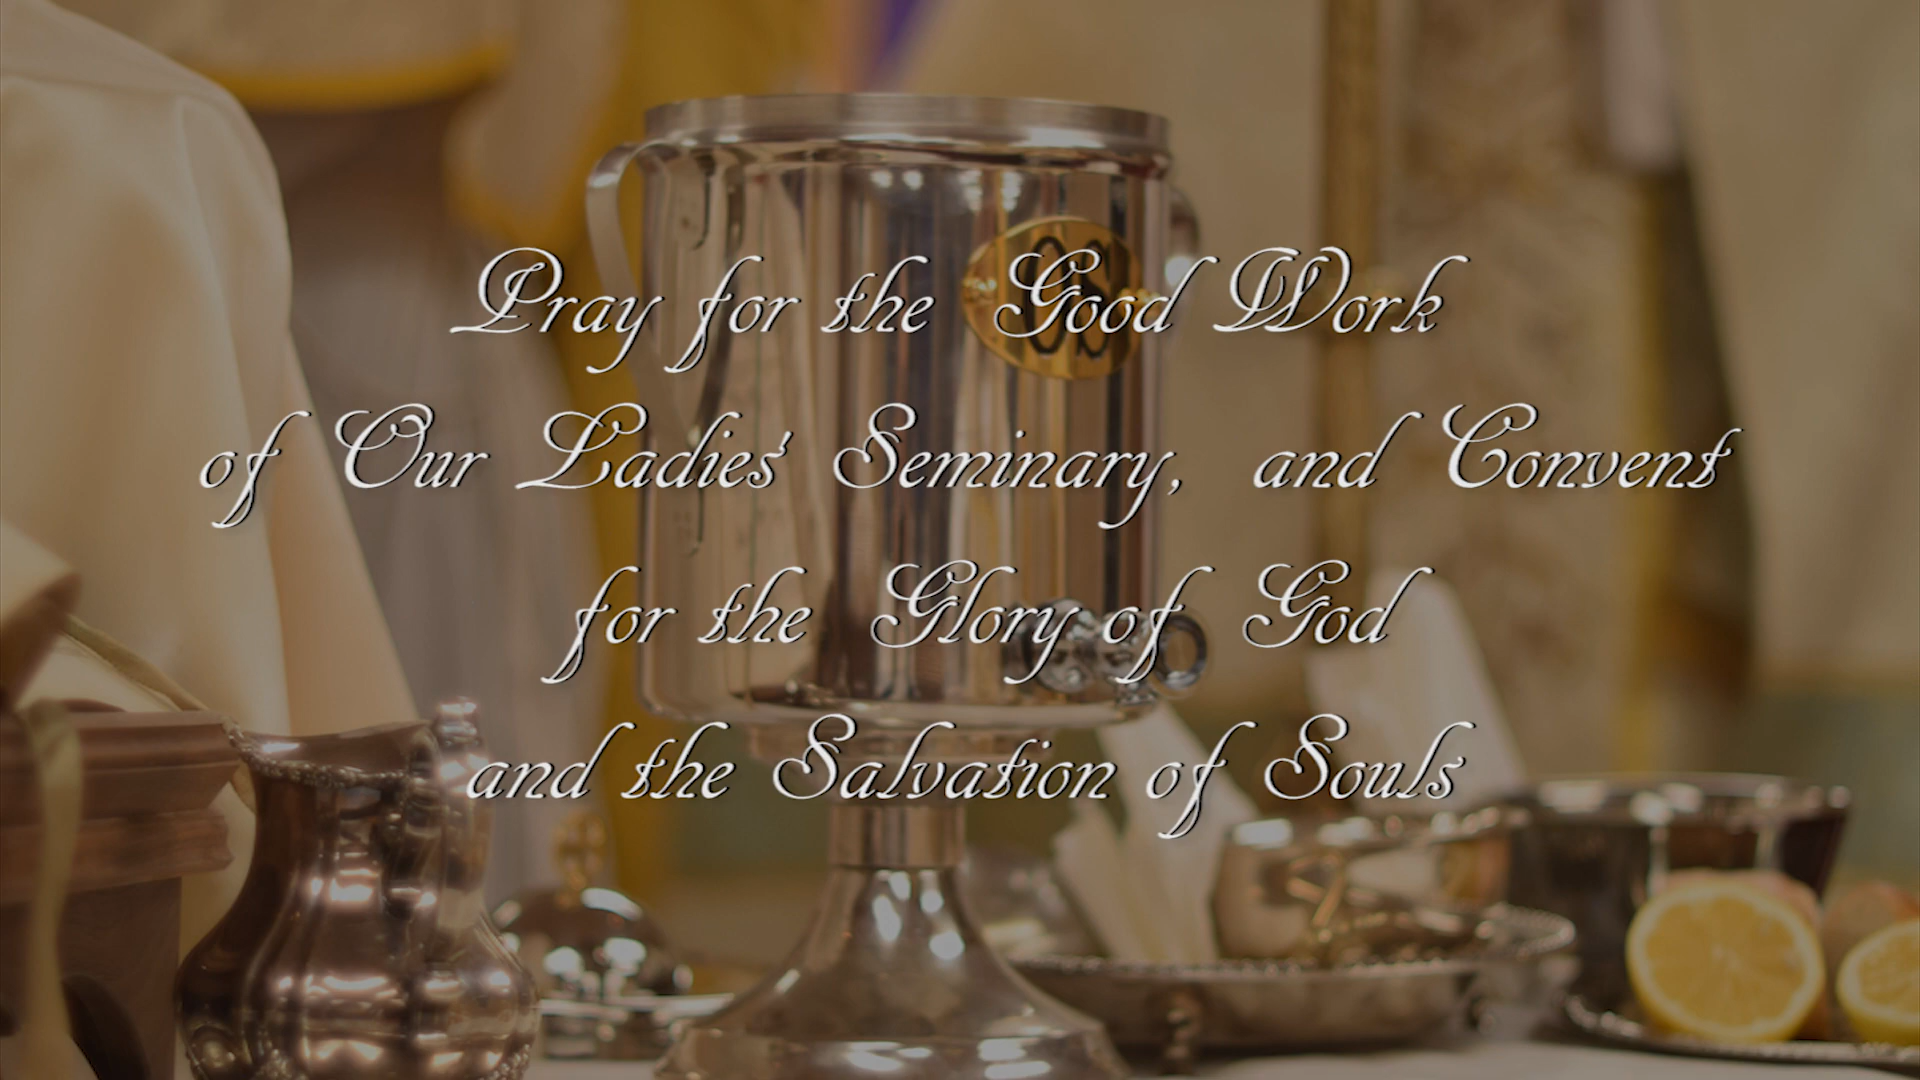 Pray for the Good Work
of Our Ladies' Seminary, and Convent
for the Glory of God
and the Salvation of Souls
OS